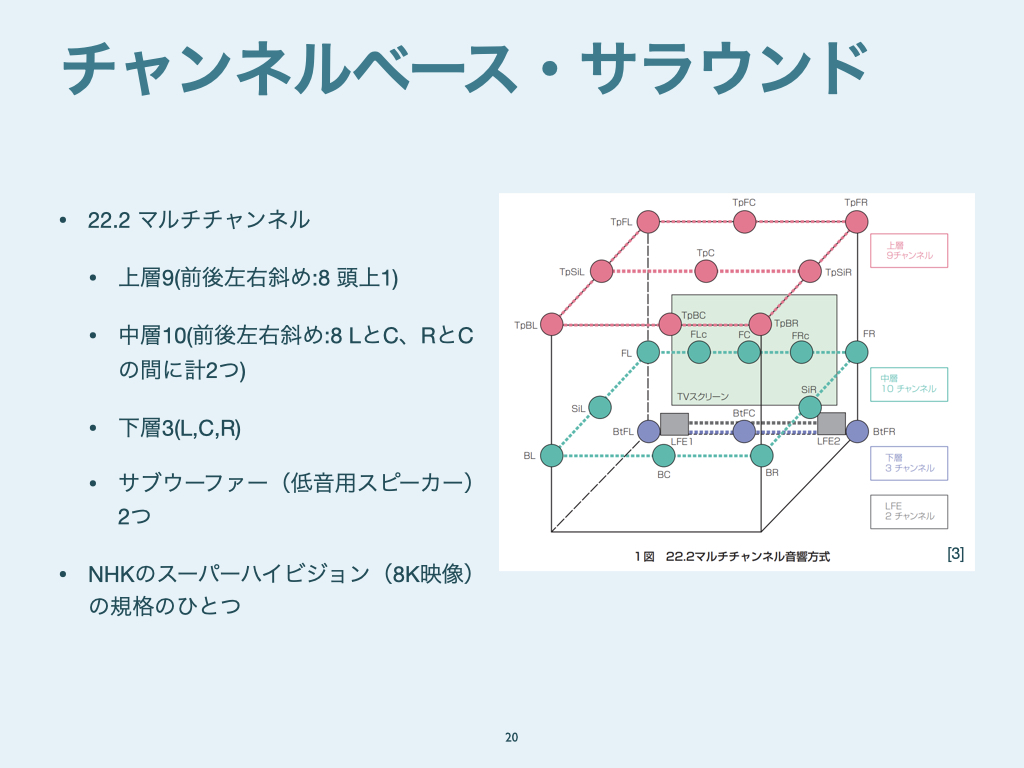 チャンネルベース・サラウンド
• 22.2 マルチチャンネル
• 上層9(前後左右斜め:8 頭上1)
• 中層10(前後左右斜め:8 LとC、RとC
の間に計2つ)
• 下層3(L,C,R)
• サブウーファー（低音用スピーカー）
2つ
• NHKのスーパーハイビジョン（8K映像）
の規格のひとつ
TpFC
TpFR
TpFL
上層
9チャンネル
TpC
TpSiL
TpSiR
TpBC
TpBL
TpBR
FLc
FC
FRc
FR
FL
中層
10 チャンネル
SiR
TVスクリーン
SiL
BtFC
BtFL
LFE1
LFE2
BtFR
BL
BC
BR
下層
3 チャンネル
LFE
2 チャンネル
1図 22.2マルチチャンネル音響方式
[3]
20